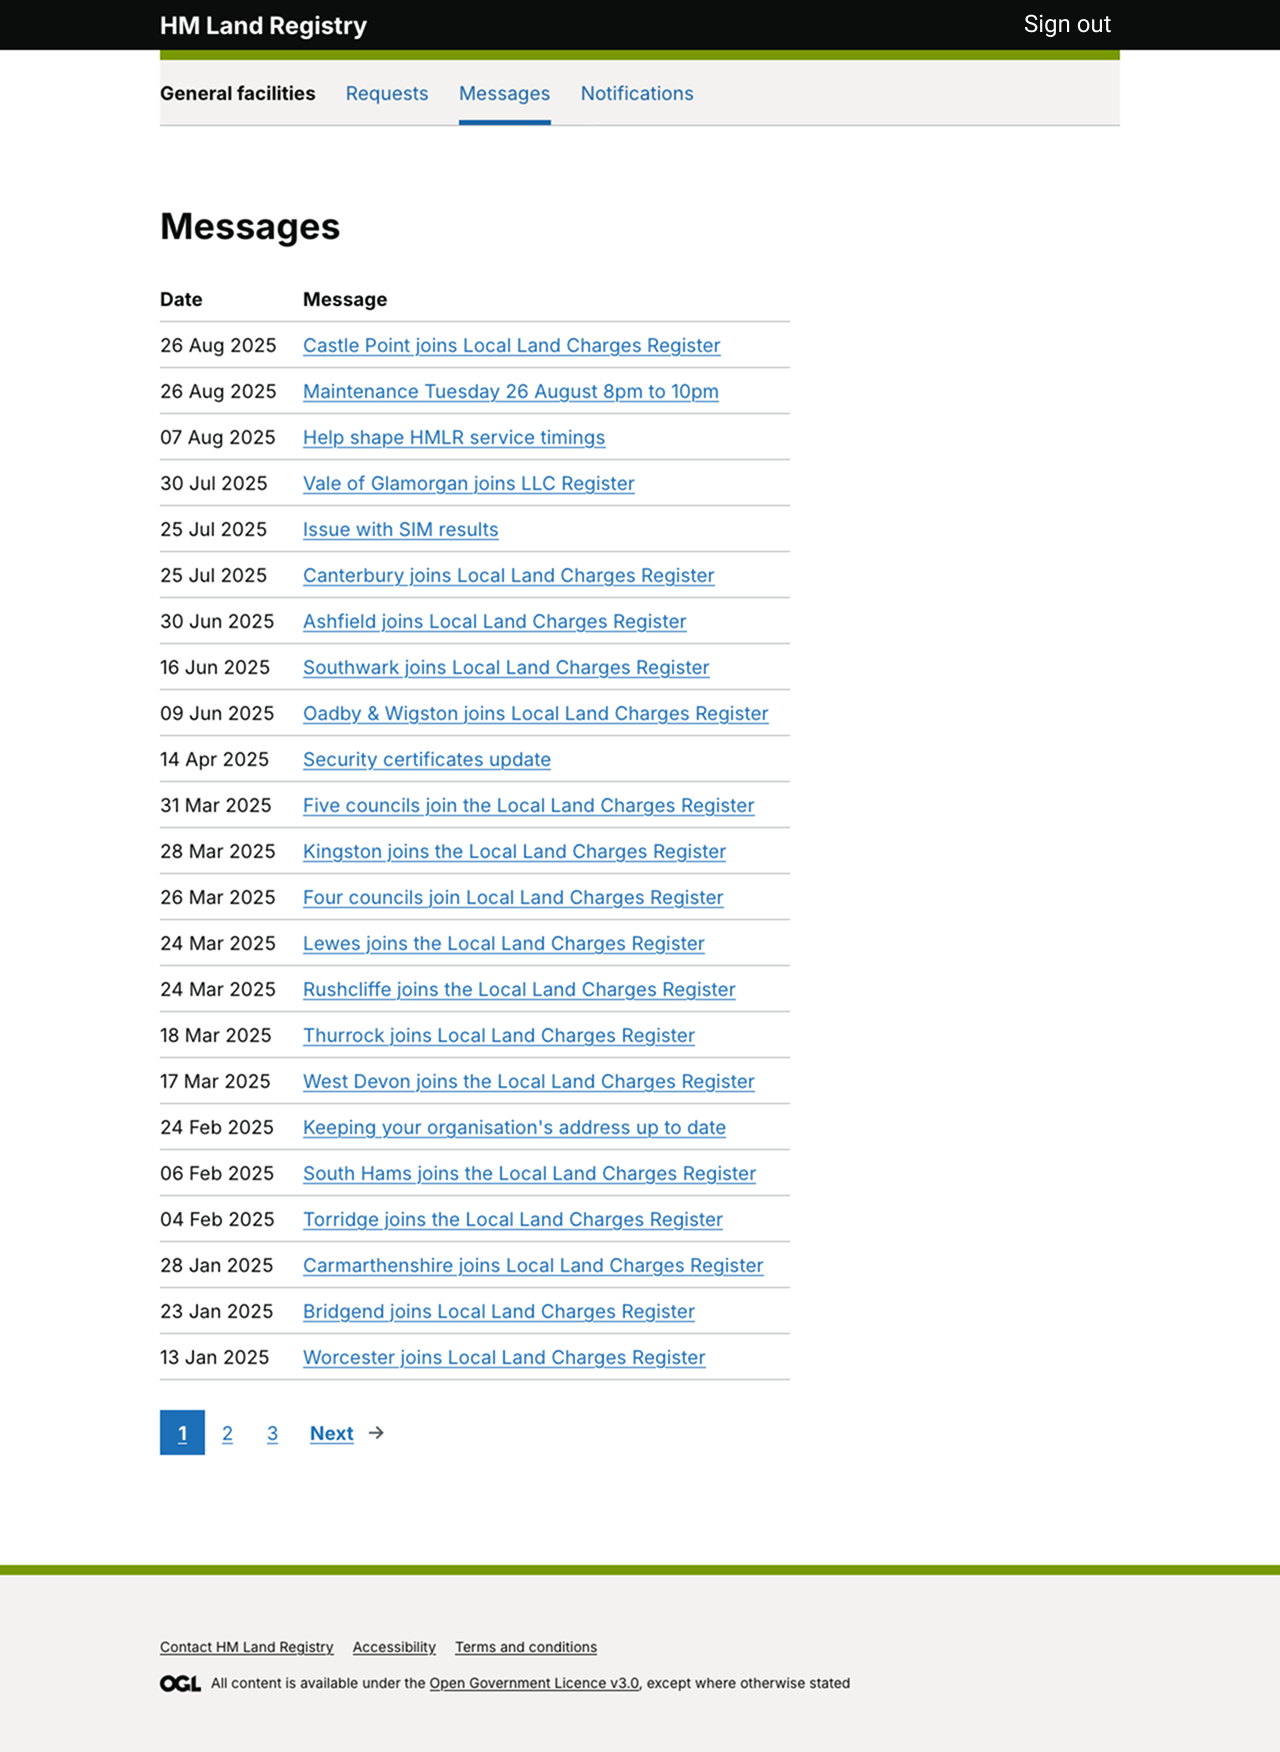 HM Land Registry
Sign out
General facilities Requests Messages Notifications
Messages
Date Message
26 Aug 2025 Castle Point joins Local Land Charges Register
26 Aug 2025 Maintenance Tuesday 26 August 8pm to 10pm
07 Aug 2025 Help shape HMLR service timings
30 Jul 2025 Vale of Glamorgan joins LLC Register
25 Jul 2025 Issue with SIM results
25 Jul 2025 Canterbury joins Local Land Charges Register
30 Jun 2025 Ashfield joins Local Land Charges Register
16 Jun 2025 Southwark joins Local Land Charges Register
09 Jun 2025 Oadby & Wigston joins Local Land Charges Register
14 Apr 2025 Security certificates update
31 Mar 2025 Five councils join the Local Land Charges Register
28 Mar 2025 Kingston joins the Local Land Charges Register
26 Mar 2025 Four councils join Local Land Charges Register
24 Mar 2025 Lewes joins the Local Land Charges Register
24 Mar 2025 Rushcliffe joins the Local Land Charges Register
18 Mar 2025 Thurrock joins Local Land Charges Register
17 Mar 2025 West Devon joins the Local Land Charges Register
24 Feb 2025 Keeping your organisation's address up to date
06 Feb 2025 South Hams joins the Local Land Charges Register
04 Feb 2025 Torridge joins the Local Land Charges Register
28 Jan 2025 Carmarthenshire joins Local Land Charges Register
23 Jan 2025 Bridgend joins Local Land Charges Register
13 Jan 2025 Worcester joins Local Land Charges Register
1 2 3 Next →
Contact HM Land Registry Accessibility Terms and conditions
OGL All content is available under the Open Government Licence v3.0, except where otherwise stated